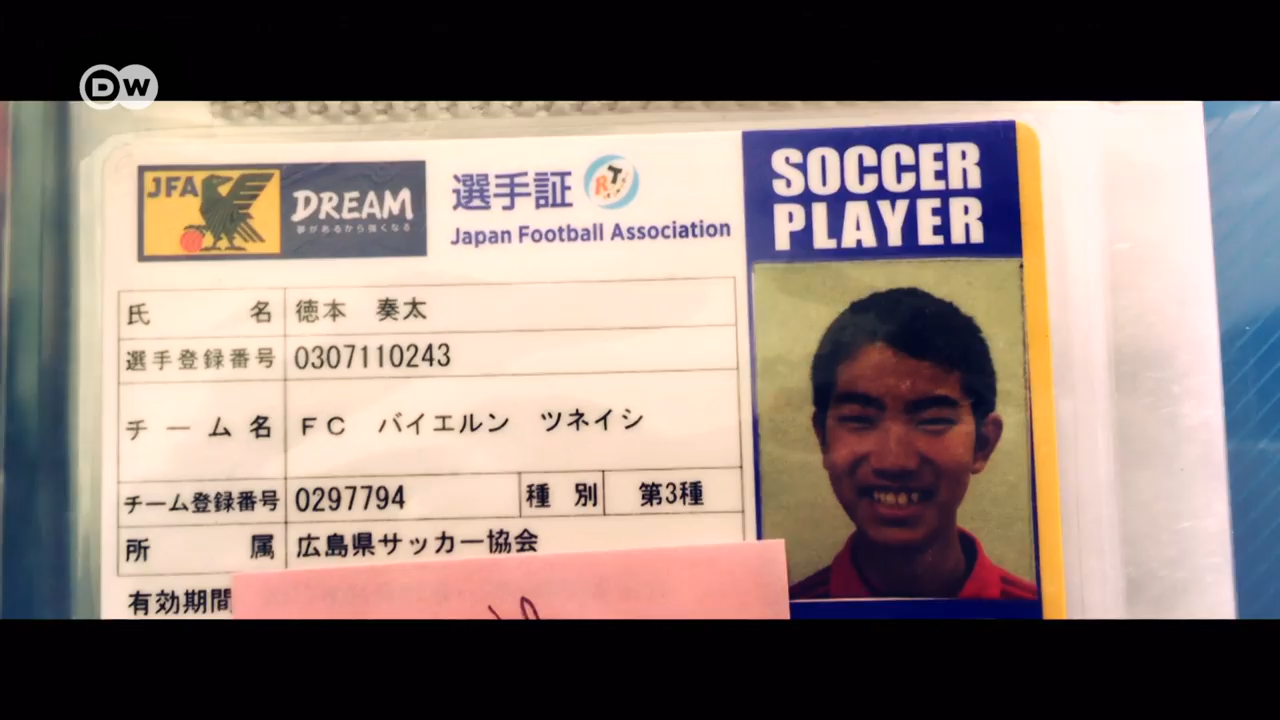 DW
JFA
DREAM
夢があるから強くなる
選手証
Japan Football Association
SOCCER
PLAYER
氏 名 徳本 奏太
選手登録番号 0307110243
チーム名 FC バイエルン ツネイシ
チーム登録番号 0297794 種別 第3種
所 属 広島県サッカー協会
有効期間